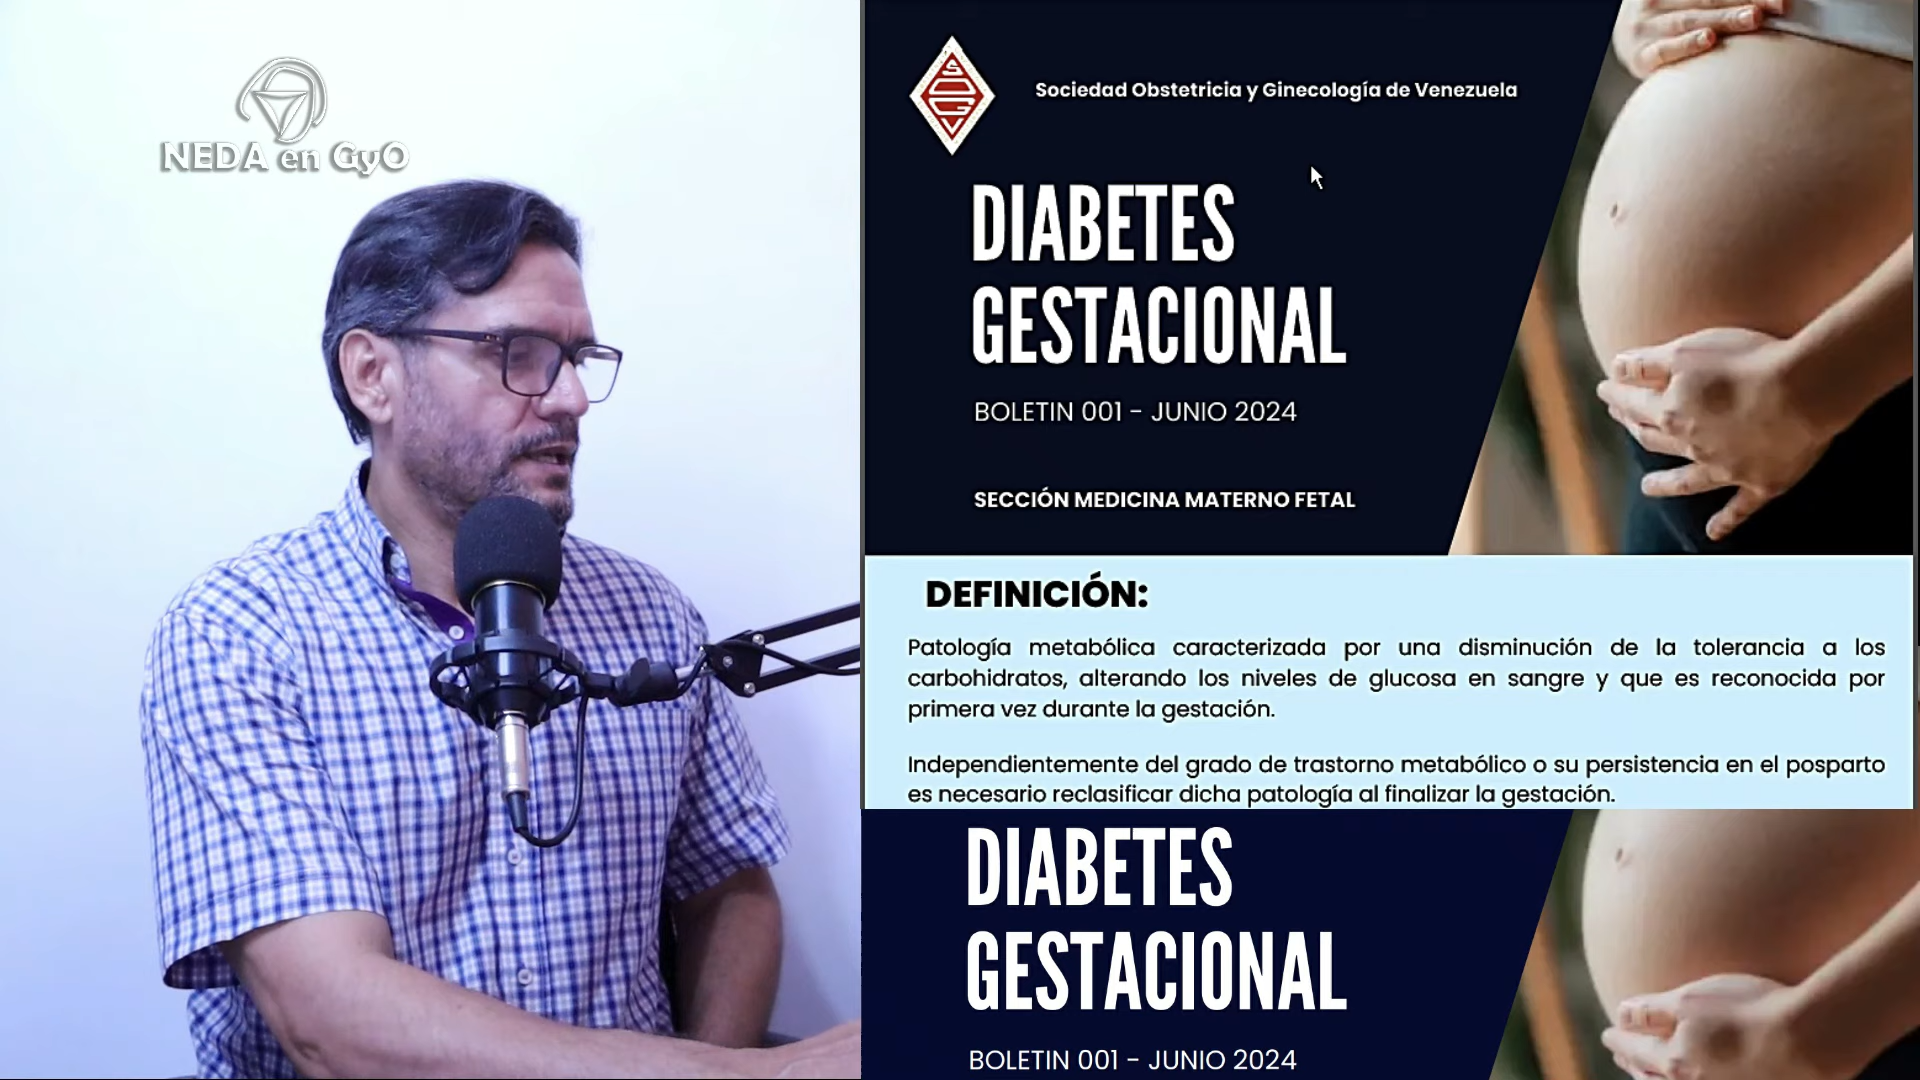 NEDA en GyO
SOGV
Sociedad Obstetricia y Ginecología de Venezuela
DIABETES
GESTACIONAL
BOLETIN 001 - JUNIO 2024
SECCIÓN MEDICINA MATERNO FETAL
DEFINICIÓN:
Patología metabólica caracterizada por una disminución de la tolerancia a los
carbohidratos, alterando los niveles de glucosa en sangre y que es reconocida por
primera vez durante la gestación.
Independientemente del grado de trastorno metabólico o su persistencia en el posparto
es necesario reclasificar dicha patología al finalizar la gestación.
DIABETES
GESTACIONAL
BOLETIN 001 - JUNIO 2024